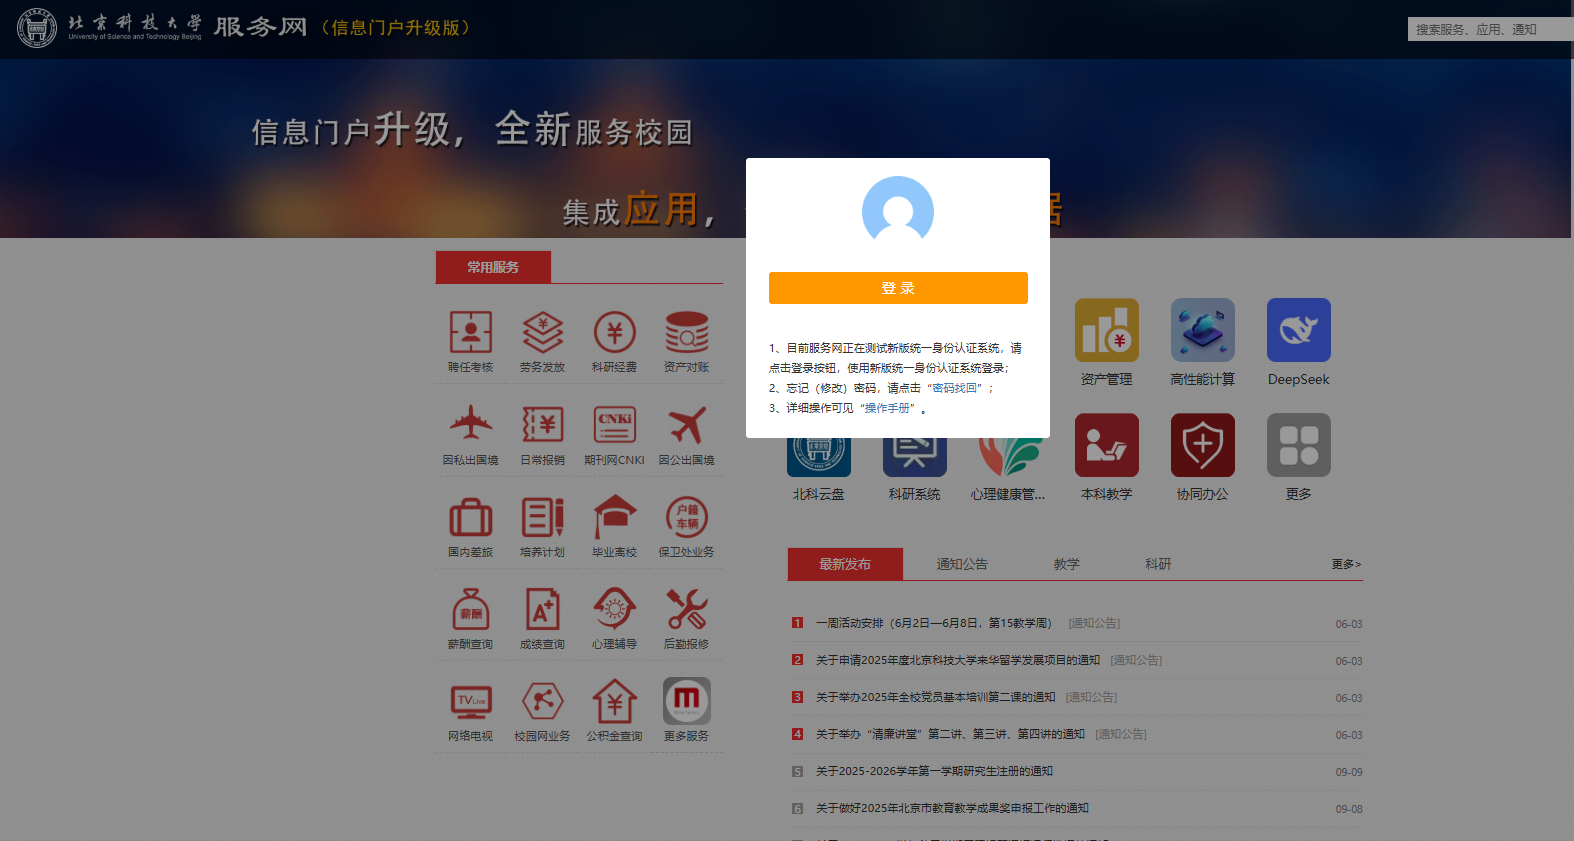 北京科技大学
University of Science and Technology Beijing
服务网
（信息门户升级版）
搜索服务、应用、通知
信息门户升级，全新服务校园
集成应用，
据
登 录
1、目前服务网正在测试新版统一身份认证系统，请
点击登录按钮，使用新版统一身份认证系统登录；
2、忘记（修改）密码，请点击“密码找回”；
3、详细操作可见“操作手册”。
常用服务
聘任考核
劳务发放
科研经费
资产对账
因私出国境
日常报销
CNKi
期刊网CNKI
因公出国境
国内差旅
培养计划
毕业离校
户籍
车辆
保卫处业务
薪酬
薪酬查询
A+
成绩查询
心理辅导
后勤报修
TV Live
网络电视
校园网业务
公积金查询
更多服务
资产管理
高性能计算
DeepSeek
北科云盘
科研系统
心理健康管...
本科教学
协同办公
更多
最新发布
通知公告
教学
科研
更多>
1 一周活动安排（6月2日—6月8日，第15教学周） [通知公告] 06-03
2 关于申请2025年度北京科技大学来华留学发展项目的通知 [通知公告] 06-03
3 关于举办2025年全校党员基本培训第二课的通知 [通知公告] 06-03
4 关于举办“清廉讲堂”第二讲、第三讲、第四讲的通知 [通知公告] 06-03
5 关于2025-2026学年第一学期研究生注册的通知 09-09
6 关于做好2025年北京市教育教学成果奖申报工作的通知 09-08